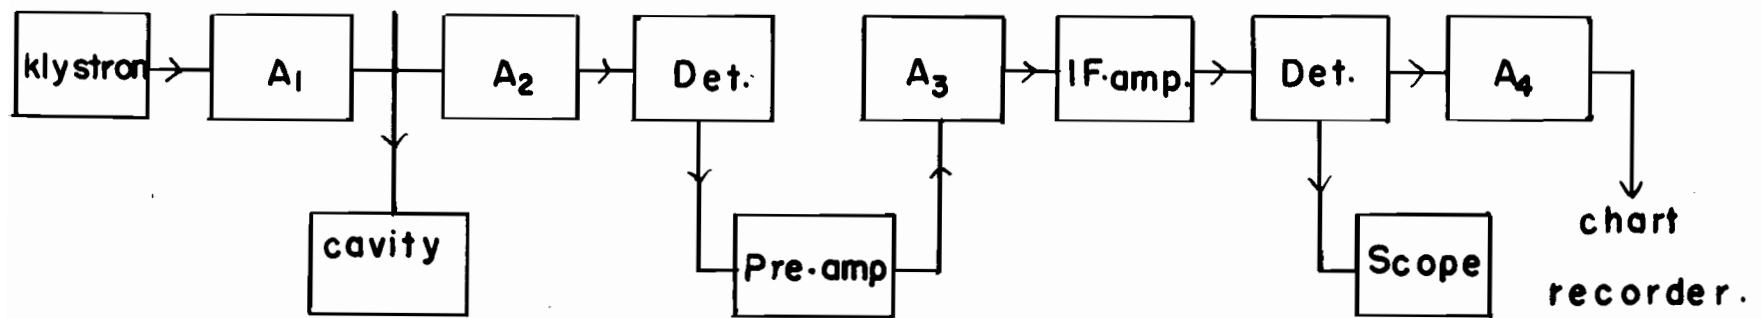 klystron
A1
A2
Det.
A3
IF.amp.
Det.
A4
cavity
Pre.amp
Scope
chart
recorder.